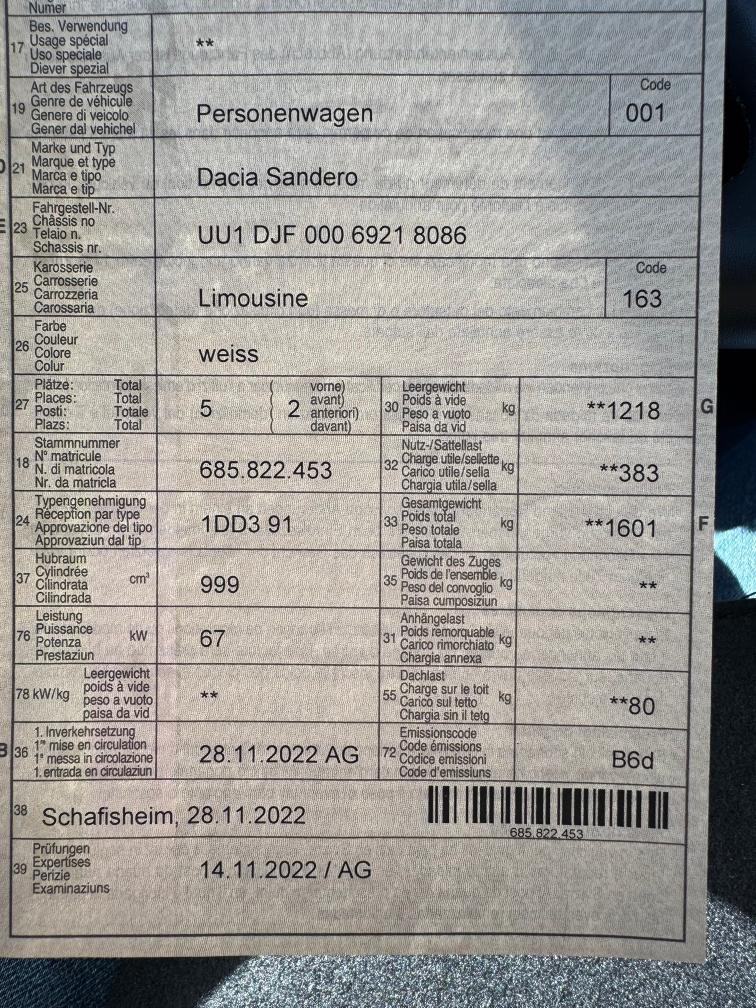 Numer
17 Bes. Verwendung
Usage spécial
Uso speciale
Diever spezial
**
19 Art des Fahrzeugs
Genre de véhicule
Genere di veicolo
Gener dal vehichel
Personenwagen
Code
001
D 21 Marke und Typ
Marque et type
Marca e tipo
Marca e tip
Dacia Sandero
E 23 Fahrgestell-Nr.
Châssis no
Telaio n.
Schassis nr.
UU1 DJF 000 6921 8086
25 Karosserie
Carrosserie
Carrozzeria
Carossaria
Limousine
Code
163
26 Farbe
Couleur
Colore
Colur
weiss
27 Plätze: Total
Places: Total
Posti: Totale
Plazs: Total
5
( vorne)
( avant)
( anteriori)
( davant)
2
30 Leergewicht
Poids à vide
Peso a vuoto
Paisa da vid
kg
**1218
G
18 Stammnummer
N° matricule
N. di matricola
Nr. da matricla
685.822.453
32 Nutz-/Sattellast
Charge utile/sellette
Carico utile/sella
Chargia utila/sella
kg
**383
24 Typengenehmigung
Réception par type
Approvazione del tipo
Approvaziun dal tip
1DD3 91
33 Gesamtgewicht
Poids total
Peso totale
Paisa totala
kg
**1601
F
37 Hubraum
Cylindrée
Cilindrata
Cilindrada
cm³
999
35 Gewicht des Zuges
Poids de l'ensemble
Peso del convoglio
Paisa cumposiziun
kg
**
76 Leistung
Puissance
Potenza
Prestaziun
kW
67
31 Anhängelast
Poids remorquable
Carico rimorchiato
Chargia annexa
kg
**
78 kW/kg
Leergewicht
poids à vide
peso a vuoto
paisa da vid
**
55 Dachlast
Charge sur le toit
Carico sul tetto
Chargia sin il tetg
kg
**80
B 36 1. Inverkehrsetzung
1re mise en circulation
1a messa in circolazione
1. entrada en circulaziun
28.11.2022 AG
72 Emissionscode
Code émissions
Codice emissioni
Code d'emissiuns
B6d
38 Schafisheim, 28.11.2022
685.822.453
39 Prüfungen
Expertises
Perizie
Examinaziuns
14.11.2022 / AG